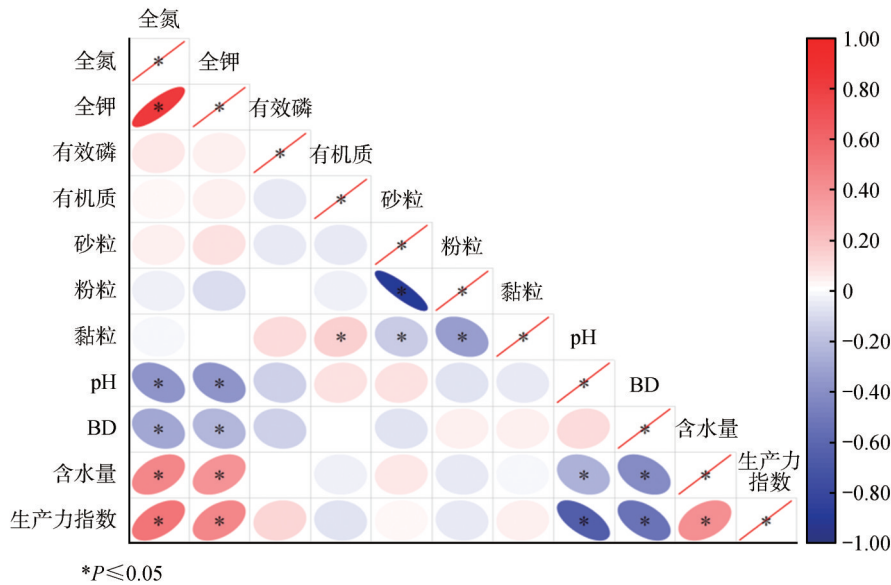 全氮
全氮 * 全钾 1.00
全钾 * * 有效磷 0.80
有效磷 * 有机质 0.60
有机质 * 砂粒 0.40
砂粒 * 粉粒 0.20
粉粒 * * 黏粒 0
黏粒 * * * * pH -0.20
pH * * * BD -0.40
BD * * * 含水量 -0.60
含水量 * * * * * 生产力指数 -0.80
生产力指数 * * * * * * -1.00
*P≤0.05